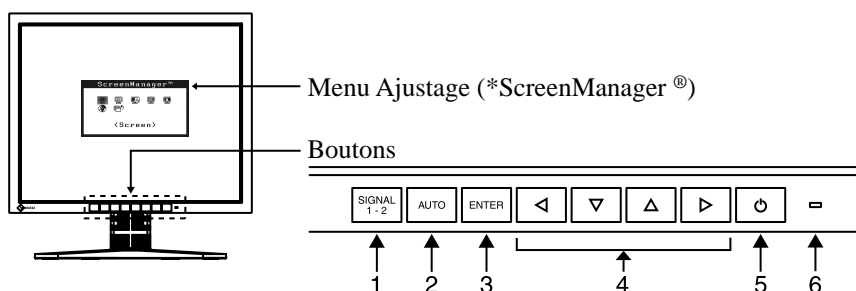 ScreenManager™
Menu Ajustage (*ScreenManager ®)
<Screen>
Boutons
SIGNAL
1 - 2
AUTO
ENTER
1
2
3
4
5
6